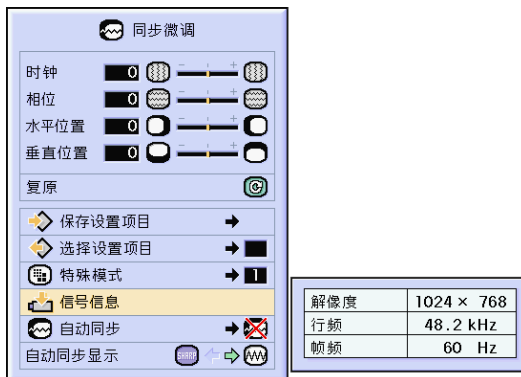 同步微调
时钟 0 − +
相位 0 − +
水平位置 0 − +
垂直位置 0 − +
复原
保存设置项目
选择设置项目
特殊模式 1
信号信息
自动同步
自动同步显示 SHARP
解像度 1024 × 768
行频 48.2 kHz
帧频 60 Hz